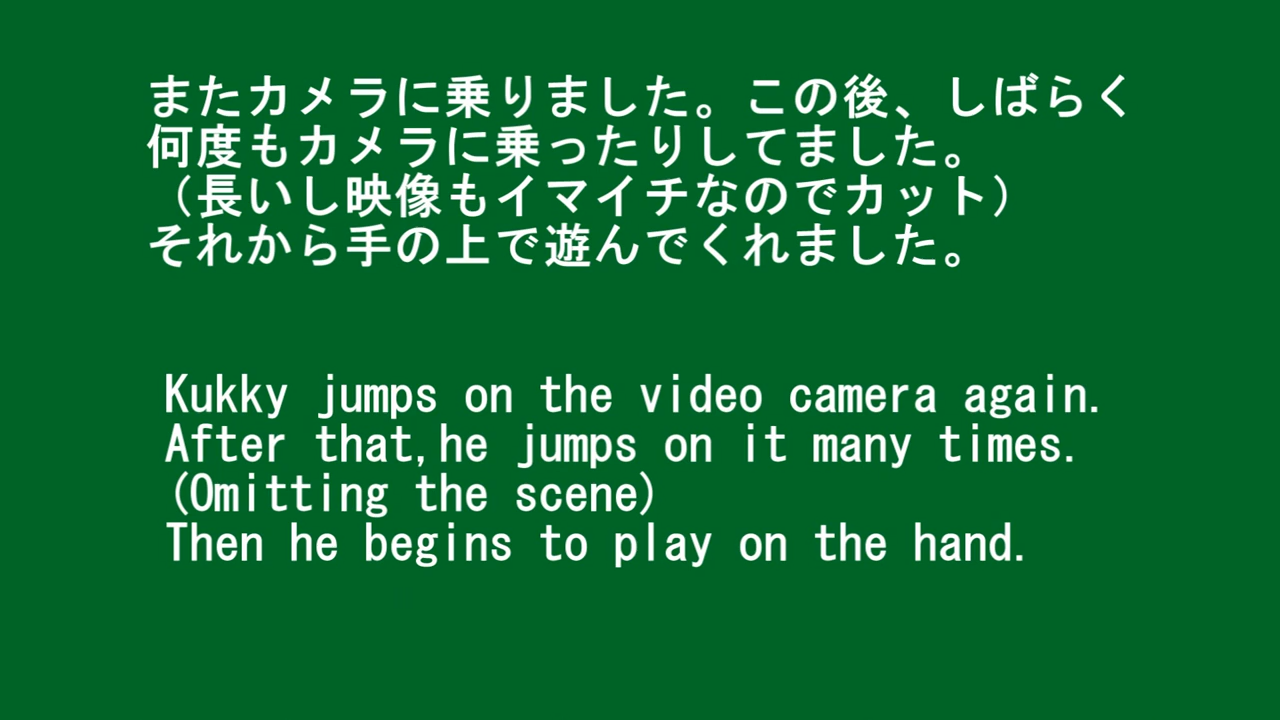 またカメラに乗りました。この後、しばらく
何度もカメラに乗ったりしてました。
（長いし映像もイマイチなのでカット）
それから手の上で遊んでくれました。
Kukky jumps on the video camera again.
After that,he jumps on it many times.
(Omitting the scene)
Then he begins to play on the hand.